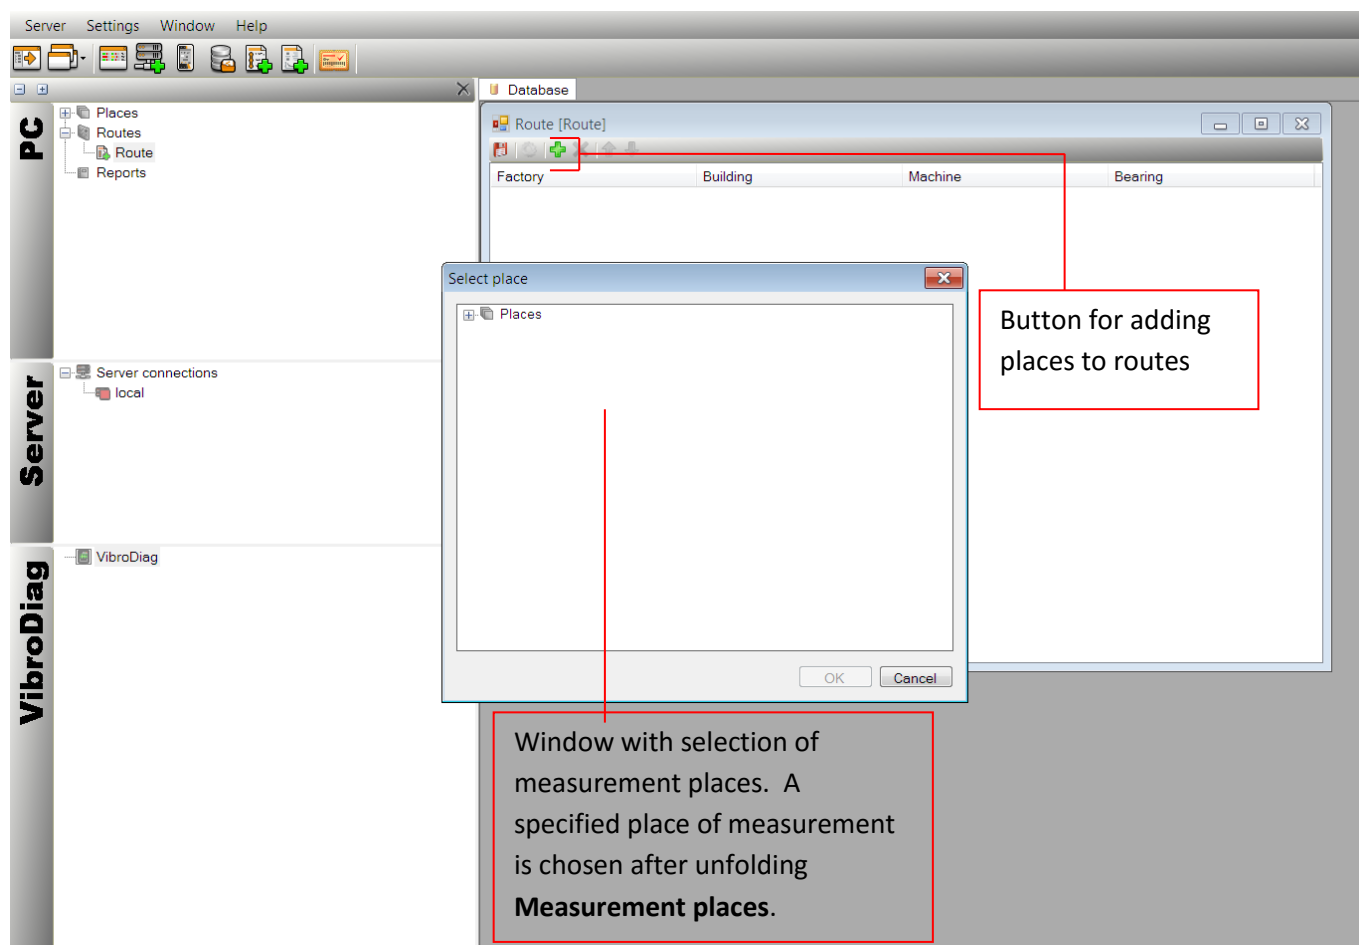 Server Settings Window Help
Database
PC
Places
Routes
Route
Reports
Route [Route]
Factory Building Machine Bearing
Select place
Places
Button for adding
places to routes
Server
Server connections
local
VibroDiag
VibroDiag
OK Cancel
Window with selection of
measurement places. A
specified place of measurement
is chosen after unfolding
Measurement places.